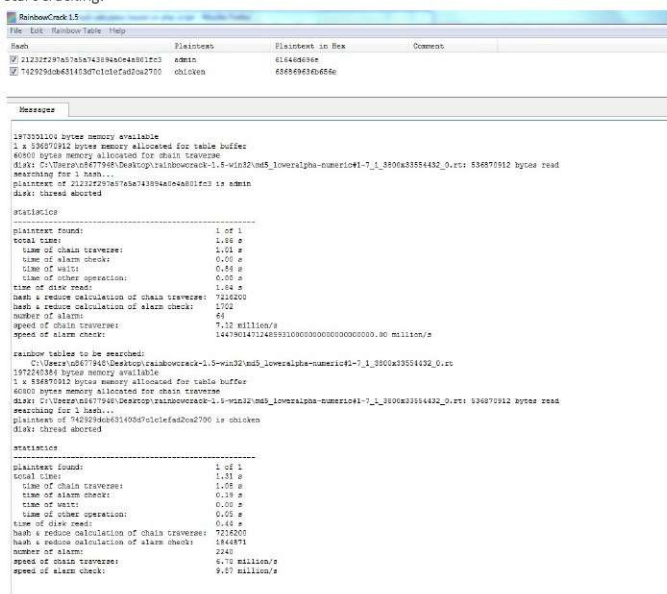 start cracking.
RainbowCrack 1.5
File Edit Rainbow Table Help
Hash Plaintext Plaintext in Hex Comment
21232f297a57a5a743894a0e4a801fc3 admin 61646d696e
742929dcb631403d7c1c1efad2ca2700 chicken 636869636b656e
Messages
1973551104 bytes memory available
1 x 536870912 bytes memory allocated for table buffer
60800 bytes memory allocated for chain traverse
disk: C:\Users\n8677948\Desktop\rainbowcrack-1.5-win32\md5_loweralpha-numeric#1-7_1_3800x33554432_0.rt: 536870912 bytes read
searching for 1 hash...
plaintext of 21232f297a57a5a743894a0e4a801fc3 is admin
disk: thread aborted
statistics
plaintext found: 1 of 1
total time: 1.86 s
time of chain traverse: 1.01 s
time of alarm check: 0.00 s
time of wait: 0.84 s
time of other operation: 0.00 s
time of disk read: 1.84 s
hash & reduce calculation of chain traverse: 7216200
hash & reduce calculation of alarm check: 1702
number of alarm: 64
speed of chain traverse: 7.12 million/s
speed of alarm check: million/s
rainbow tables to be searched:
C:\Users\n8677948\Desktop\rainbowcrack-1.5-win32\md5_loweralpha-numeric#1-7_1_3800x33554432_0.rt
1972240384 bytes memory available
1 x 536870912 bytes memory allocated for table buffer
60800 bytes memory allocated for chain traverse
disk: C:\Users\n8677948\Desktop\rainbowcrack-1.5-win32\md5_loweralpha-numeric#1-7_1_3800x33554432_0.rt: 536870912 bytes read
searching for 1 hash...
plaintext of 742929dcb631403d7c1c1efad2ca2700 is chicken
disk: thread aborted
statistics
plaintext found: 1 of 1
total time: 1.31 s
time of chain traverse: 1.08 s
time of alarm check: 0.19 s
time of wait: 0.00 s
time of other operation: 0.05 s
time of disk read: 0.44 s
hash & reduce calculation of chain traverse: 7216200
hash & reduce calculation of alarm check: 1844871
number of alarm: 2240
speed of chain traverse: 6.70 million/s
speed of alarm check: 9.87 million/s